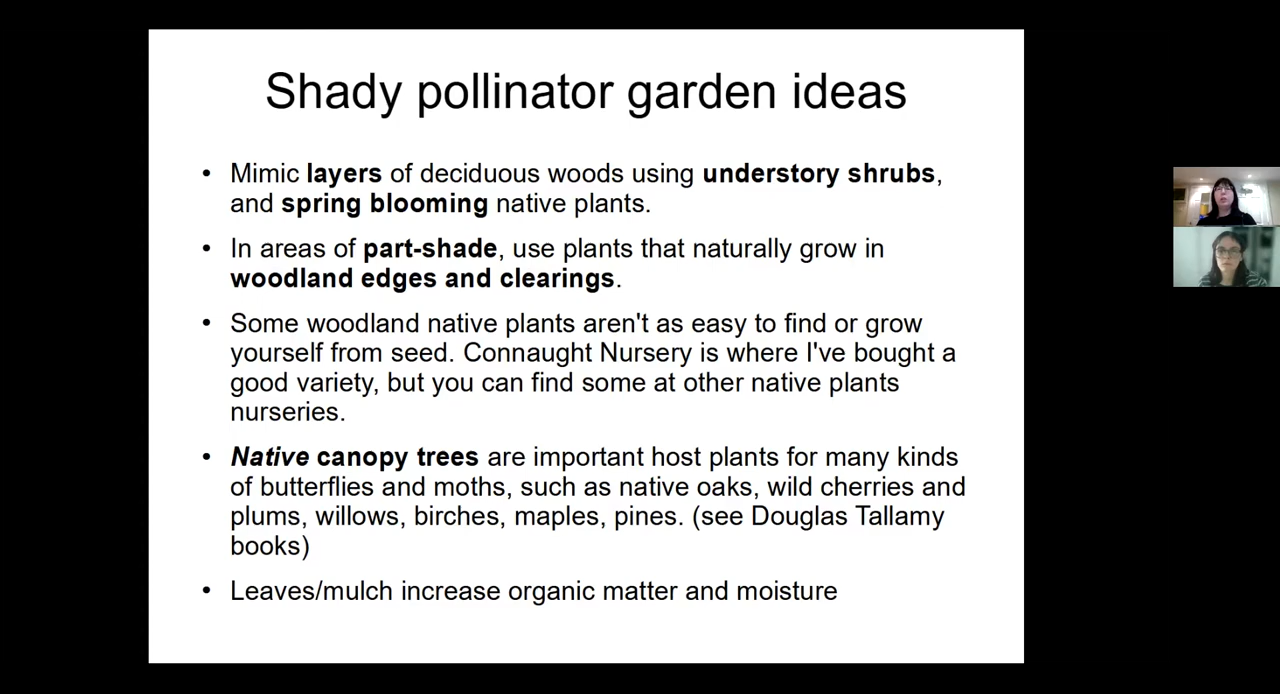 Shady pollinator garden ideas
• Mimic layers of deciduous woods using understory shrubs,
and spring blooming native plants.
• In areas of part-shade, use plants that naturally grow in
woodland edges and clearings.
• Some woodland native plants aren't as easy to find or grow
yourself from seed. Connaught Nursery is where I've bought a
good variety, but you can find some at other native plants
nurseries.
• Native canopy trees are important host plants for many kinds
of butterflies and moths, such as native oaks, wild cherries and
plums, willows, birches, maples, pines. (see Douglas Tallamy
books)
• Leaves/mulch increase organic matter and moisture